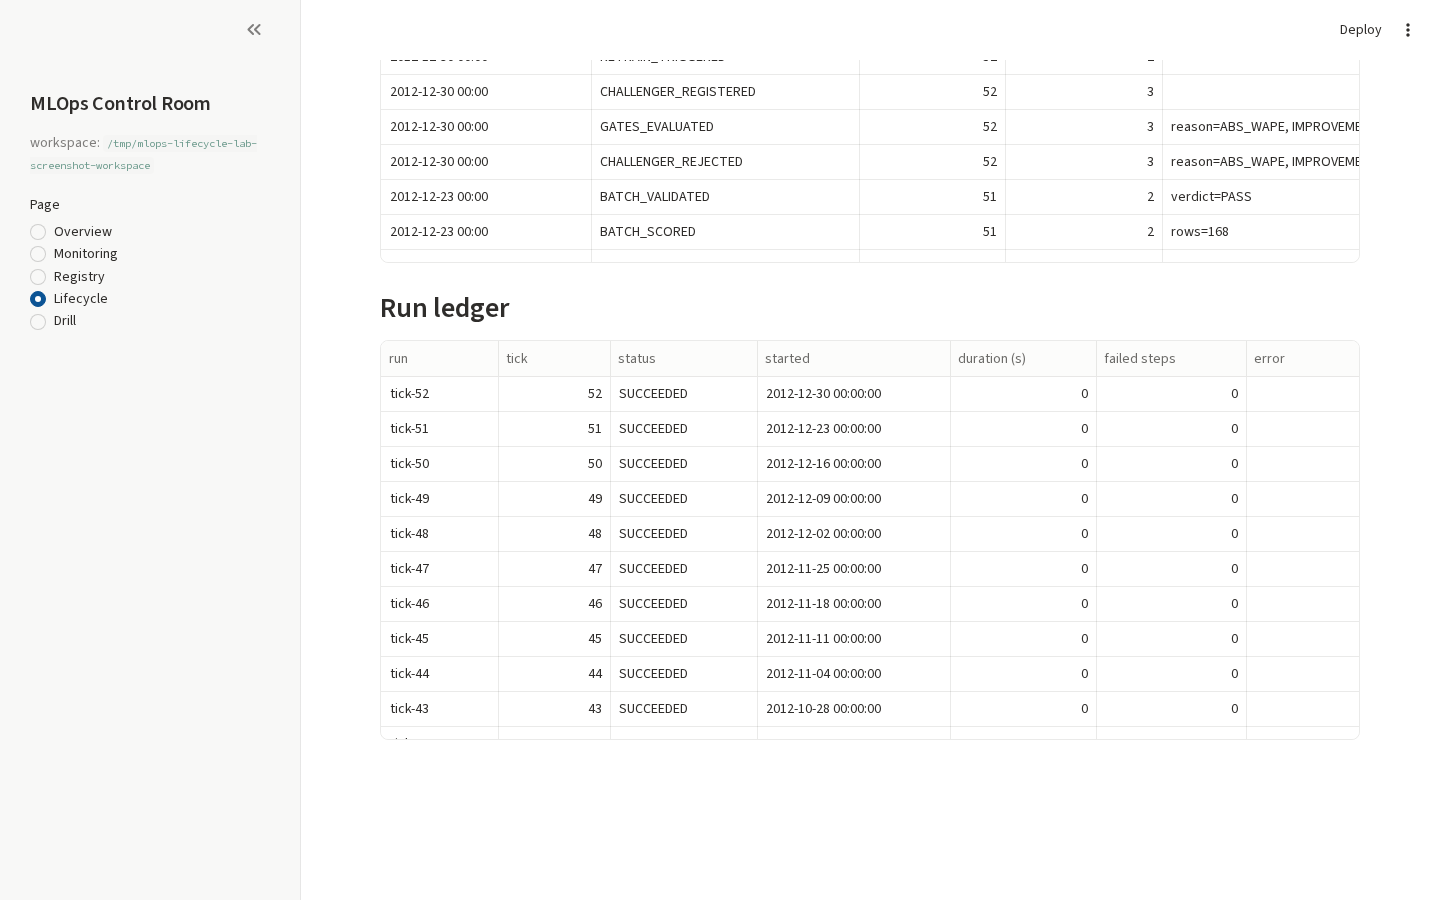 Deploy
MLOps Control Room
workspace: /tmp/mlops-lifecycle-lab-
screenshot-workspace
Page
Overview
Monitoring
Registry
Lifecycle
Drill
2012-12-30 00:00 CHALLENGER_REGISTERED 52 3
2012-12-30 00:00 GATES_EVALUATED 52 3 reason=ABS_WAPE, IMPROVEME
2012-12-30 00:00 CHALLENGER_REJECTED 52 3 reason=ABS_WAPE, IMPROVEME
2012-12-23 00:00 BATCH_VALIDATED 51 2 verdict=PASS
2012-12-23 00:00 BATCH_SCORED 51 2 rows=168
Run ledger
run tick status started duration (s) failed steps error
tick-52 52 SUCCEEDED 2012-12-30 00:00:00 0 0
tick-51 51 SUCCEEDED 2012-12-23 00:00:00 0 0
tick-50 50 SUCCEEDED 2012-12-16 00:00:00 0 0
tick-49 49 SUCCEEDED 2012-12-09 00:00:00 0 0
tick-48 48 SUCCEEDED 2012-12-02 00:00:00 0 0
tick-47 47 SUCCEEDED 2012-11-25 00:00:00 0 0
tick-46 46 SUCCEEDED 2012-11-18 00:00:00 0 0
tick-45 45 SUCCEEDED 2012-11-11 00:00:00 0 0
tick-44 44 SUCCEEDED 2012-11-04 00:00:00 0 0
tick-43 43 SUCCEEDED 2012-10-28 00:00:00 0 0